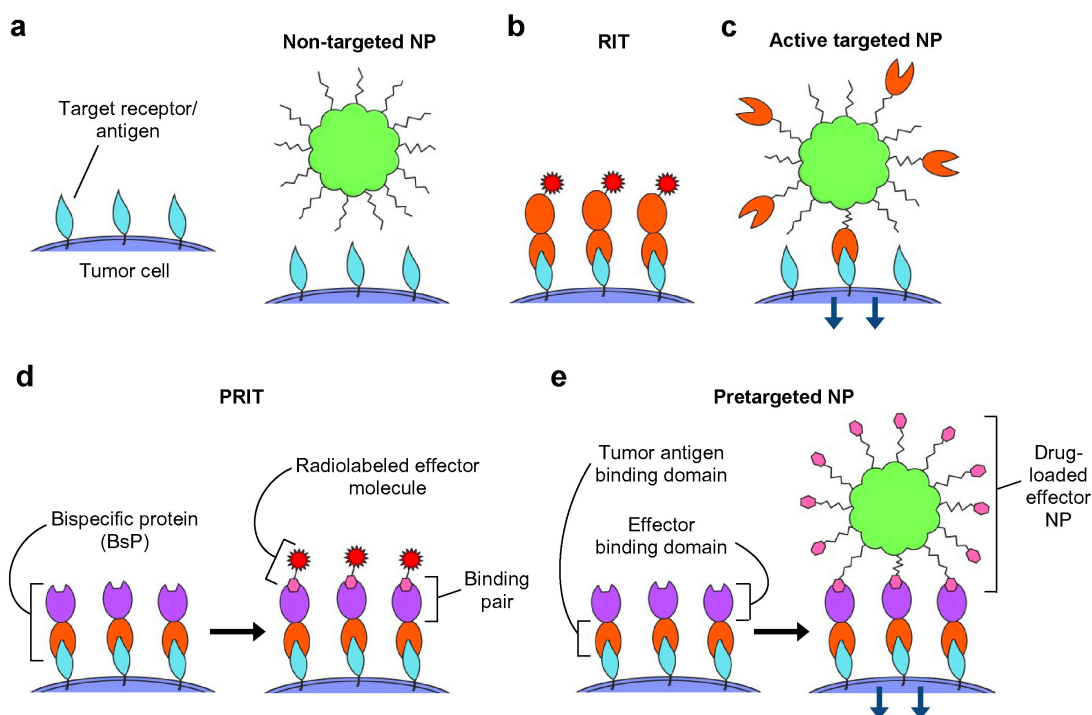 a
Non-targeted NP
Target receptor/
antigen
Tumor cell
b
RIT
c
Active targeted NP
d
PRIT
Bispecific protein
(BsP)
Radiolabeled effector
molecule
Binding
pair
e
Pretargeted NP
Tumor antigen
binding domain
Effector
binding domain
Drug-
loaded
effector
NP